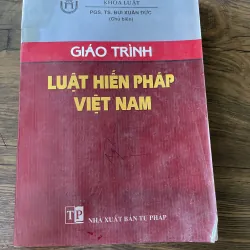 KHOA LUẬT
PGS. TS. BÙI XUÂN ĐỨC
(Chủ biên)
GIÁO TRÌNH
LUẬT HIẾN PHÁP
VIỆT NAM
TP
NHÀ XUẤT BẢN TƯ PHÁP